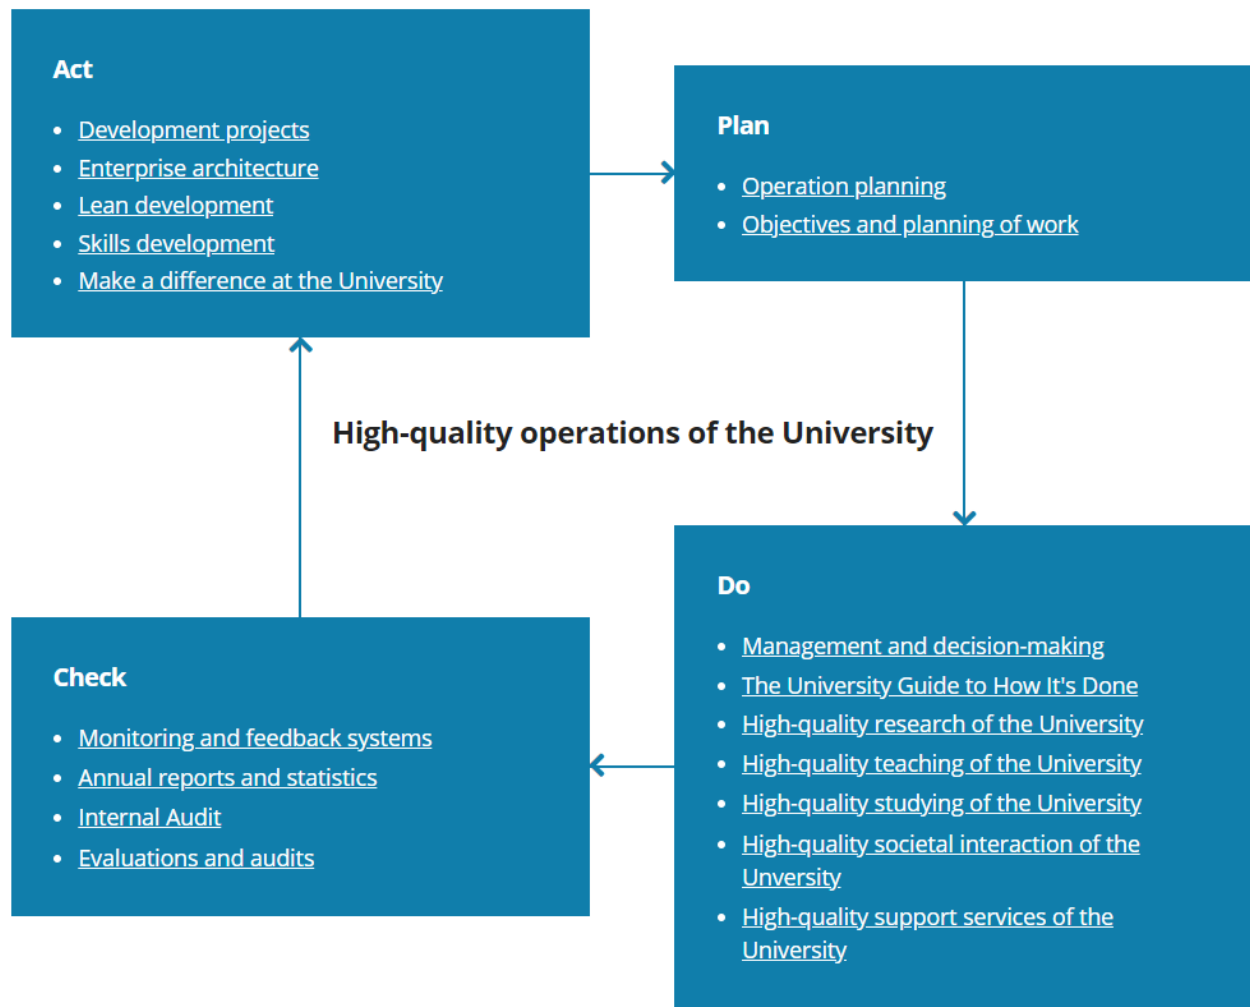 Act
• Development projects
• Enterprise architecture
• Lean development
• Skills development
• Make a difference at the University
Plan
• Operation planning
• Objectives and planning of work
High-quality operations of the University
Do
• Management and decision-making
• The University Guide to How It's Done
• High-quality research of the University
• High-quality teaching of the University
• High-quality studying of the University
• High-quality societal interaction of the
Unversity
• High-quality support services of the
University
Check
• Monitoring and feedback systems
• Annual reports and statistics
• Internal Audit
• Evaluations and audits